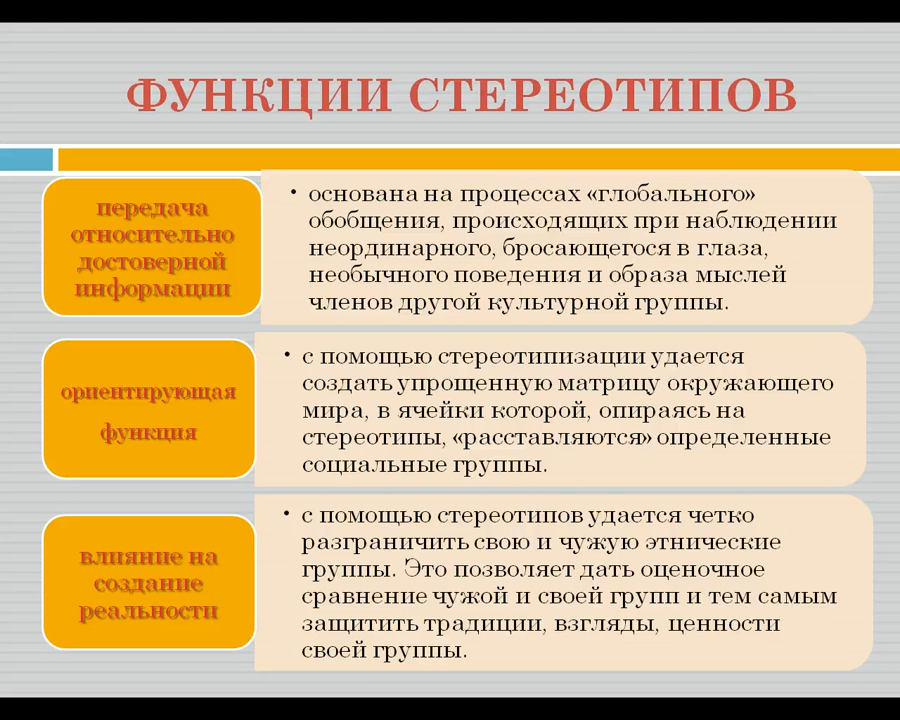 ФУНКЦИИ СТЕРЕОТИПОВ
передача
относительно
достоверной
информации
• основана на процессах «глобального»
обобщения, происходящих при наблюдении
неординарного, бросающегося в глаза,
необычного поведения и образа мыслей
членов другой культурной группы.
ориентирующая
функция
• с помощью стереотипизации удается
создать упрощенную матрицу окружающего
мира, в ячейки которой, опираясь на
стереотипы, «расставляются» определенные
социальные группы.
влияние на
создание
реальности
• с помощью стереотипов удается четко
разграничить свою и чужую этнические
группы. Это позволяет дать оценочное
сравнение чужой и своей групп и тем самым
защитить традиции, взгляды, ценности
своей группы.